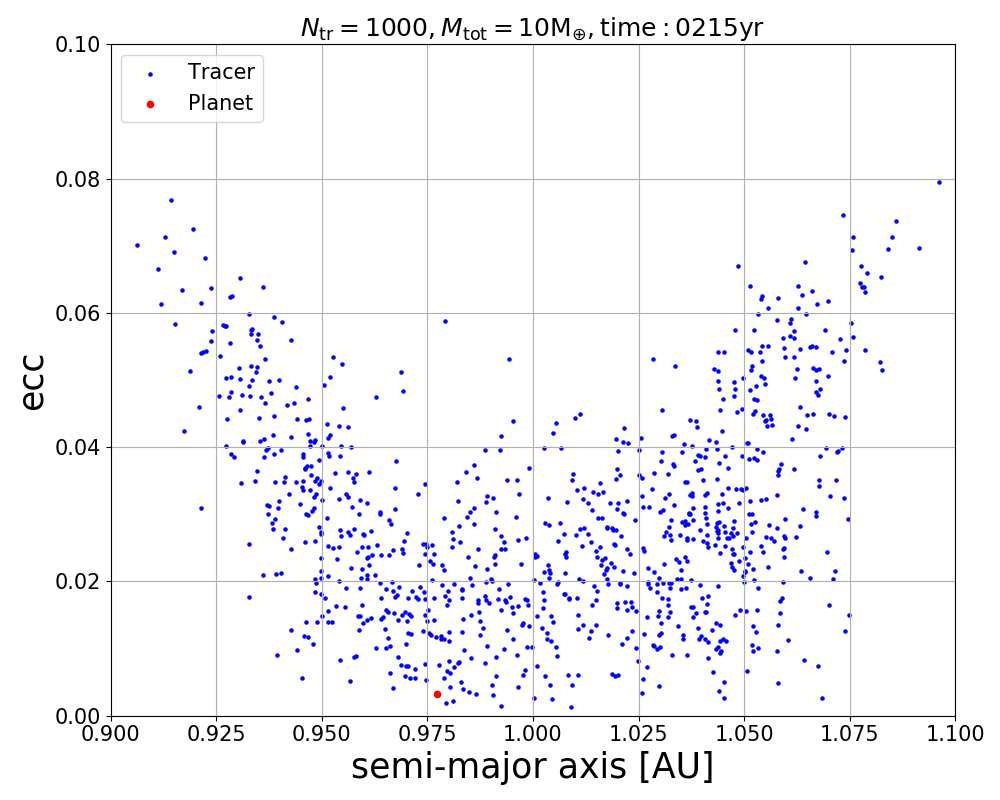 N_tr = 1000, M_tot = 10M_⊕, time : 0215yr
Tracer
Planet
ecc
0.10
0.08
0.06
0.04
0.02
0.00
0.900 0.925 0.950 0.975 1.000 1.025 1.050 1.075 1.100
semi-major axis [AU]